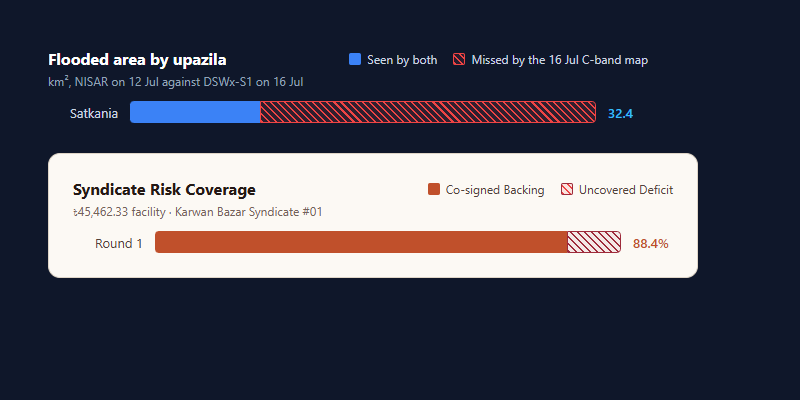 Flooded area by upazila
Seen by both
Missed by the 16 Jul C-band map
km², NISAR on 12 Jul against DSWx-S1 on 16 Jul
Satkania
32.4
Syndicate Risk Coverage
Co-signed Backing
Uncovered Deficit
৳45,462.33 facility · Karwan Bazar Syndicate #01
Round 1
88.4%